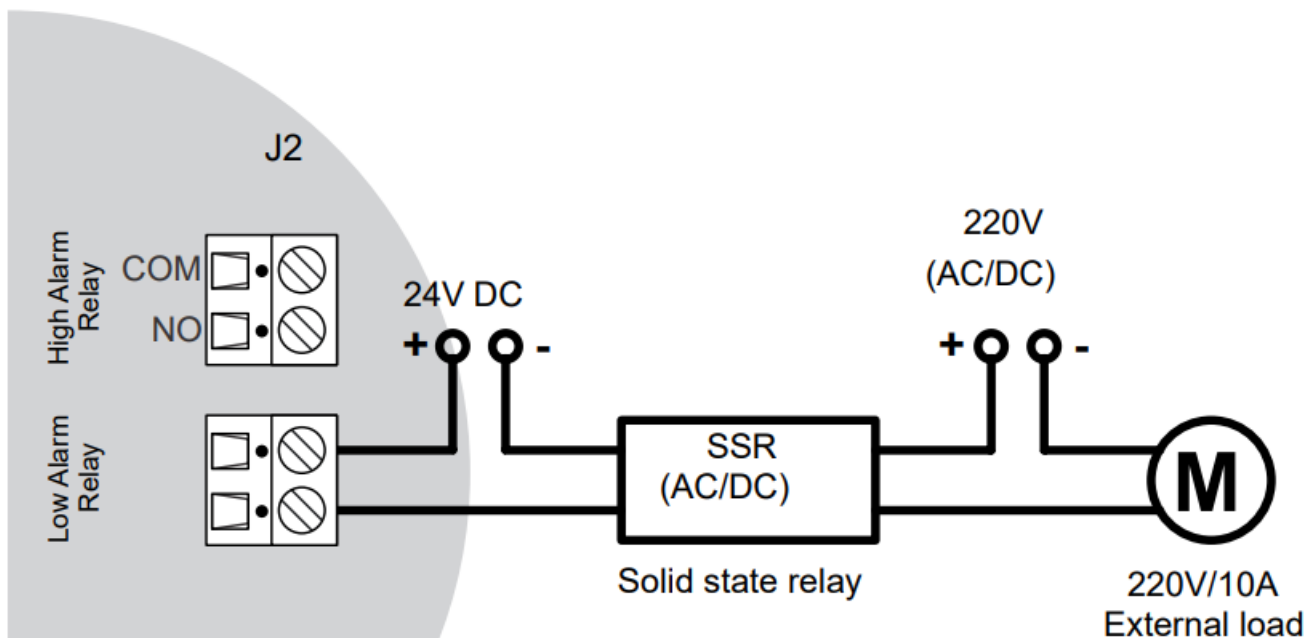 J2
High Alarm
Relay
COM
NO
Low Alarm
Relay
24V DC
+ -
SSR
(AC/DC)
Solid state relay
220V
(AC/DC)
+ -
M
220V/10A
External load